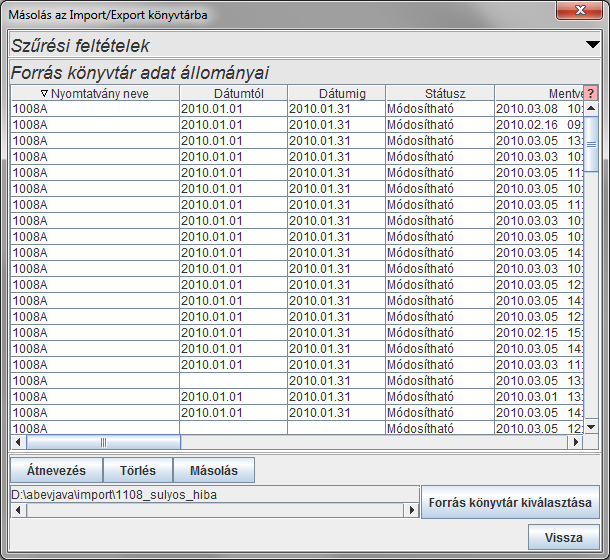 Másolás az Import/Export könyvtárba
Szűrési feltételek
Forrás könyvtár adat állományai
Nyomtatvány neve Dátumtól Dátumig Státusz Mentve ?
1008A 2010.01.01 2010.01.31 Módosítható 2010.03.08 10:
1008A 2010.01.01 2010.01.31 Módosítható 2010.02.16 09:
1008A 2010.01.01 2010.01.31 Módosítható 2010.03.05 13:
1008A 2010.01.01 2010.01.31 Módosítható 2010.03.03 10:
1008A 2010.01.01 2010.01.31 Módosítható 2010.03.05 11:
1008A 2010.01.01 2010.01.31 Módosítható 2010.03.05 10:
1008A 2010.01.01 2010.01.31 Módosítható 2010.03.05 11:
1008A 2010.01.01 2010.01.31 Módosítható 2010.03.03 10:
1008A 2010.01.01 2010.01.31 Módosítható 2010.03.05 10:
1008A 2010.01.01 2010.01.31 Módosítható 2010.03.05 14:
1008A 2010.01.01 2010.01.31 Módosítható 2010.03.03 10:
1008A 2010.01.01 2010.01.31 Módosítható 2010.03.05 12:
1008A 2010.01.01 2010.01.31 Módosítható 2010.03.05 14:
1008A 2010.01.01 2010.01.31 Módosítható 2010.03.05 12:
1008A 2010.01.01 2010.01.31 Módosítható 2010.02.15 15:
1008A 2010.01.01 2010.01.31 Módosítható 2010.03.05 14:
1008A 2010.01.01 2010.01.31 Módosítható 2010.03.03 11:
1008A 2010.01.31 Módosítható 2010.03.05 13:
1008A 2010.01.01 2010.01.31 Módosítható 2010.03.01 13:
1008A 2010.01.01 2010.01.31 Módosítható 2010.03.05 14:
1008A Módosítható 2010.03.05 12:
Átnevezés Törlés Másolás
D:\abevjava\import\1108_sulyos_hiba
Forrás könyvtár kiválasztása
Vissza